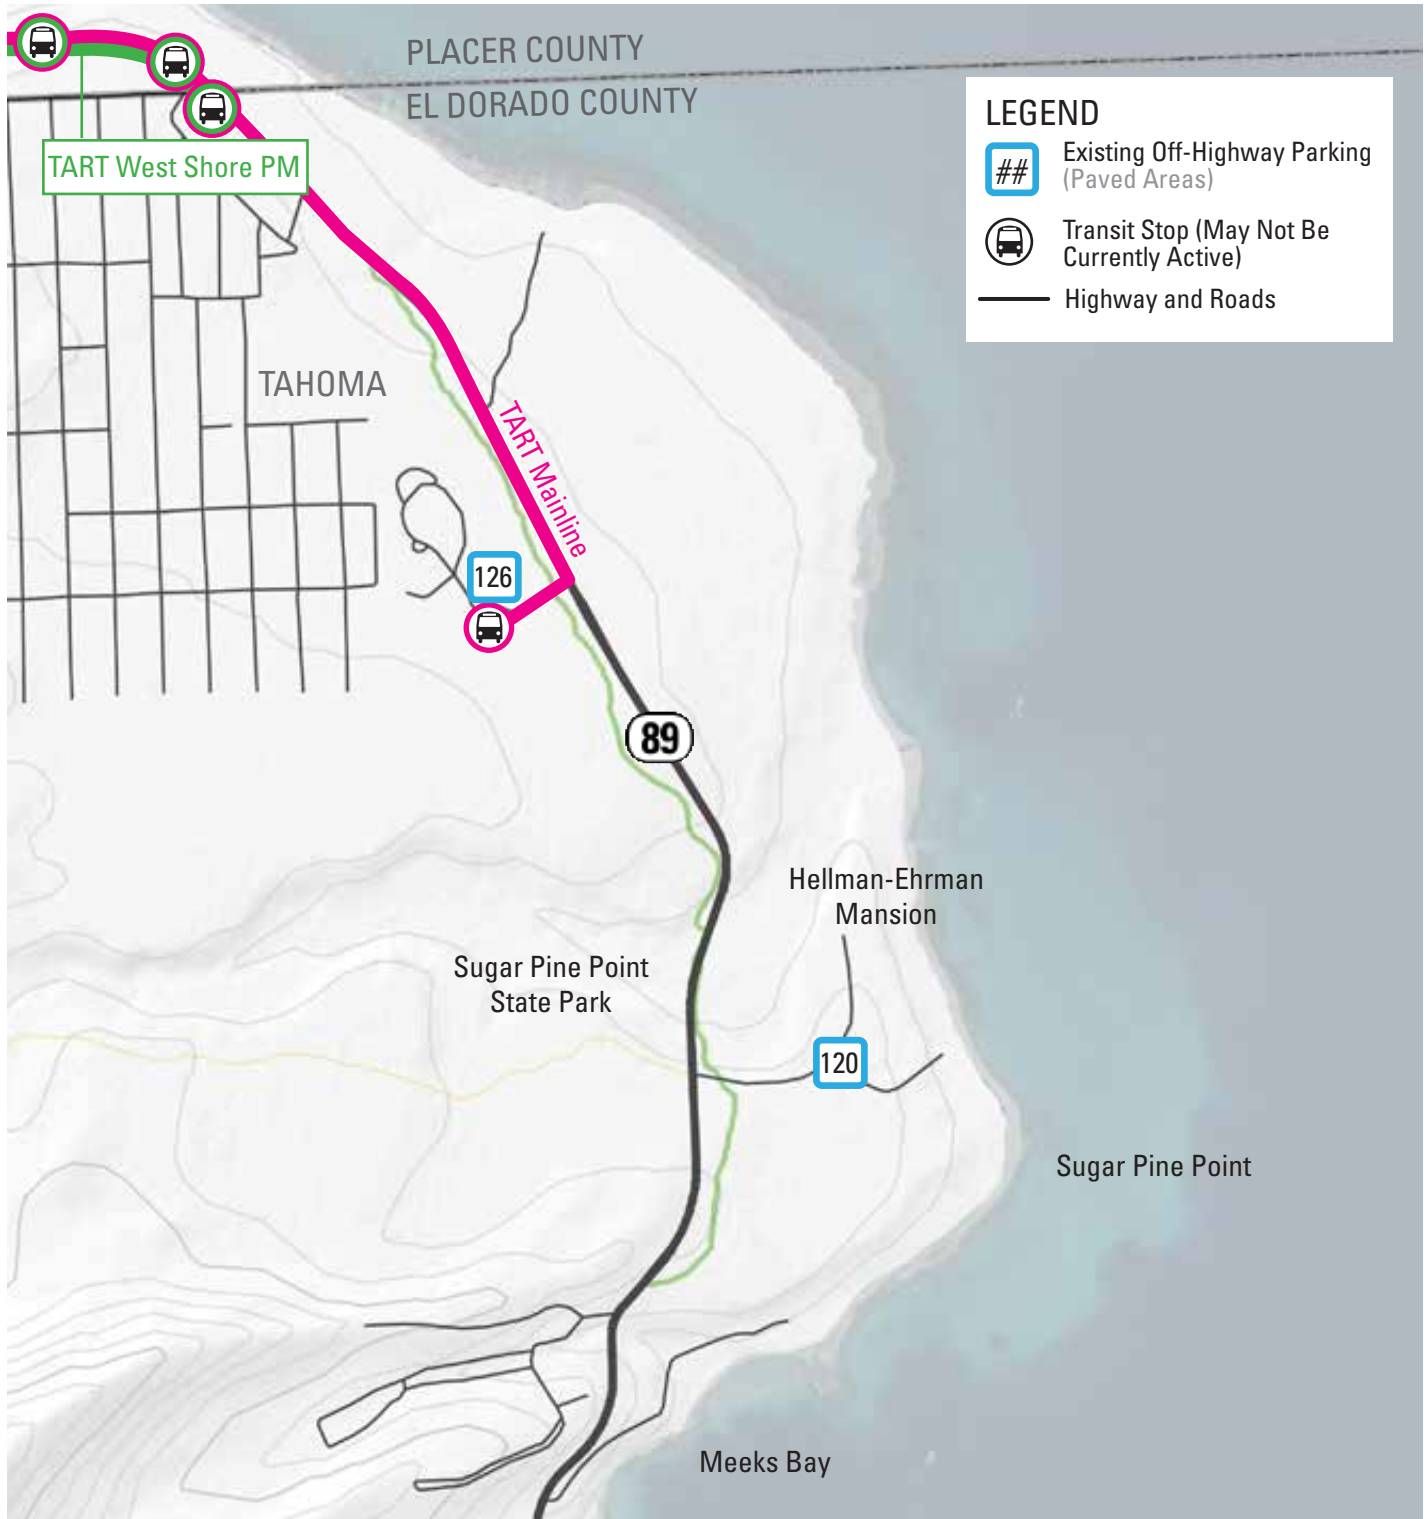 PLACER COUNTY
EL DORADO COUNTY
LEGEND
##
Existing Off-Highway Parking
(Paved Areas)
Transit Stop (May Not Be
Currently Active)
Highway and Roads
TART West Shore PM
TAHOMA
TART Mainline
126
89
Hellman-Ehrman
Mansion
Sugar Pine Point
State Park
120
Sugar Pine Point
Meeks Bay